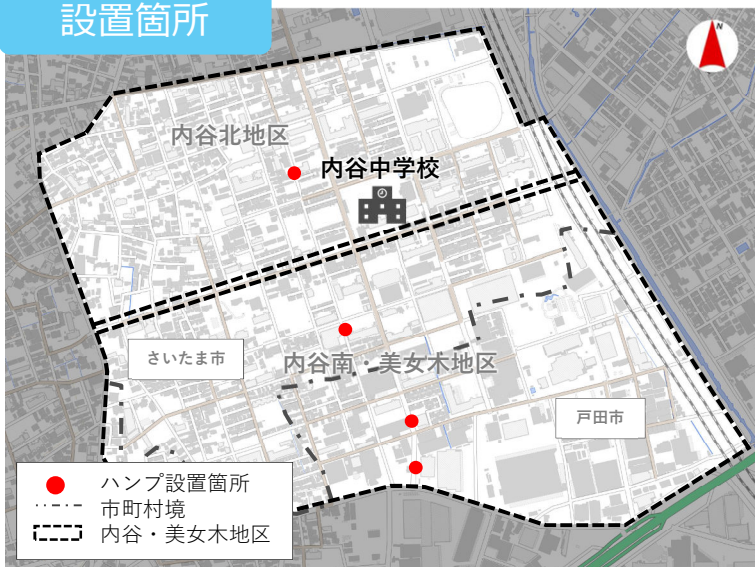 設置箇所
N
内谷北地区
内谷中学校
さいたま市
内谷南・美女木地区
戸田市
ハンプ設置箇所
市町村境
内谷・美女木地区